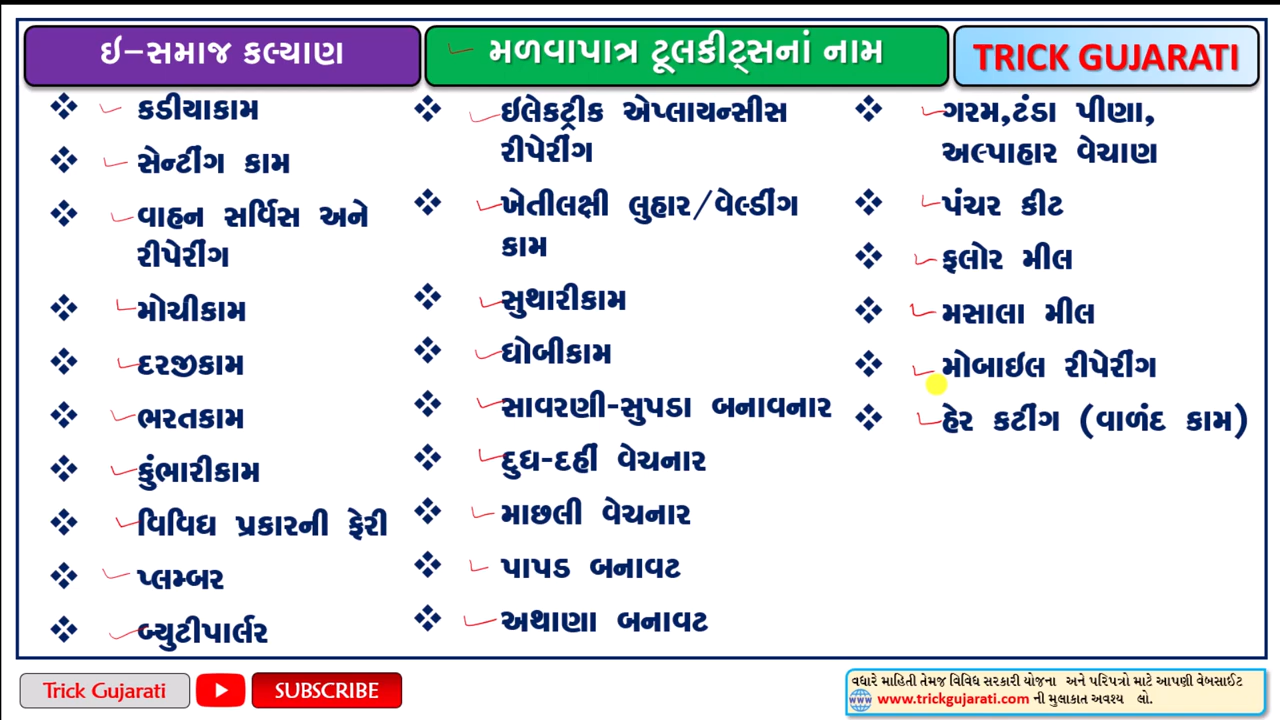 ઇ-સમાજ કલ્યાણ
મળવાપાત્ર ટૂલકીટ્સનાં નામ
TRICK GUJARATI
કડીયાકામ
સેન્ટીંગ કામ
વાહન સર્વિસ અને
રીપેરીંગ
મોચીકામ
દરજીકામ
ભરતકામ
કુંભારીકામ
વિવિધ પ્રકારની ફેરી
પ્લમ્બર
બ્યુટીપાર્લર
ઇલેક્ટ્રીક એપ્લાયન્સીસ
રીપેરીંગ
ખેતીલક્ષી લુહાર/વેલ્ડીંગ
કામ
સુથારીકામ
ધોબીકામ
સાવરણી-સુપડા બનાવનાર
દુધ-દહીં વેચનાર
માછલી વેચનાર
પાપડ બનાવટ
અથાણા બનાવટ
ગરમ,ટંડા પીણા,
અલ્પાહાર વેચાણ
પંચર કીટ
ફલોર મીલ
મસાલા મીલ
મોબાઇલ રીપેરીંગ
હેર કટીંગ (વાળંદ કામ)
Trick Gujarati
SUBSCRIBE
વધારે માહિતી તેમજ વિવિધ સરકારી યોજના અને પરિપત્રો માટે આપણી વેબસાઈટ
www.trickgujarati.com ની મુલાકાત અવશ્ય લો.